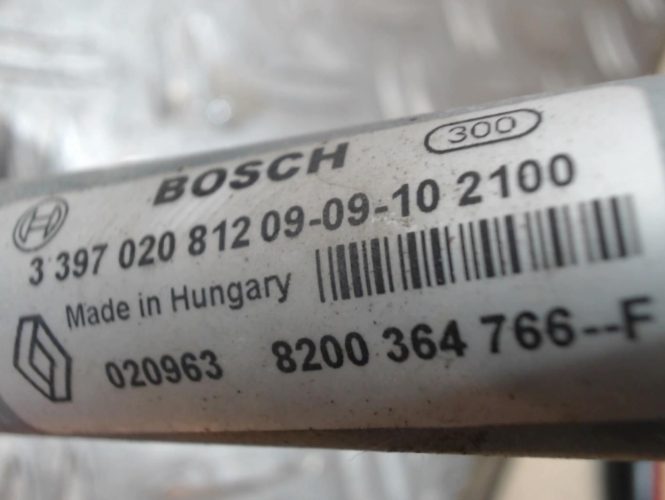 BOSCH 300
3 397 020 812 09-09-10 2100
Made in Hungary
020963 8200 364 766--F